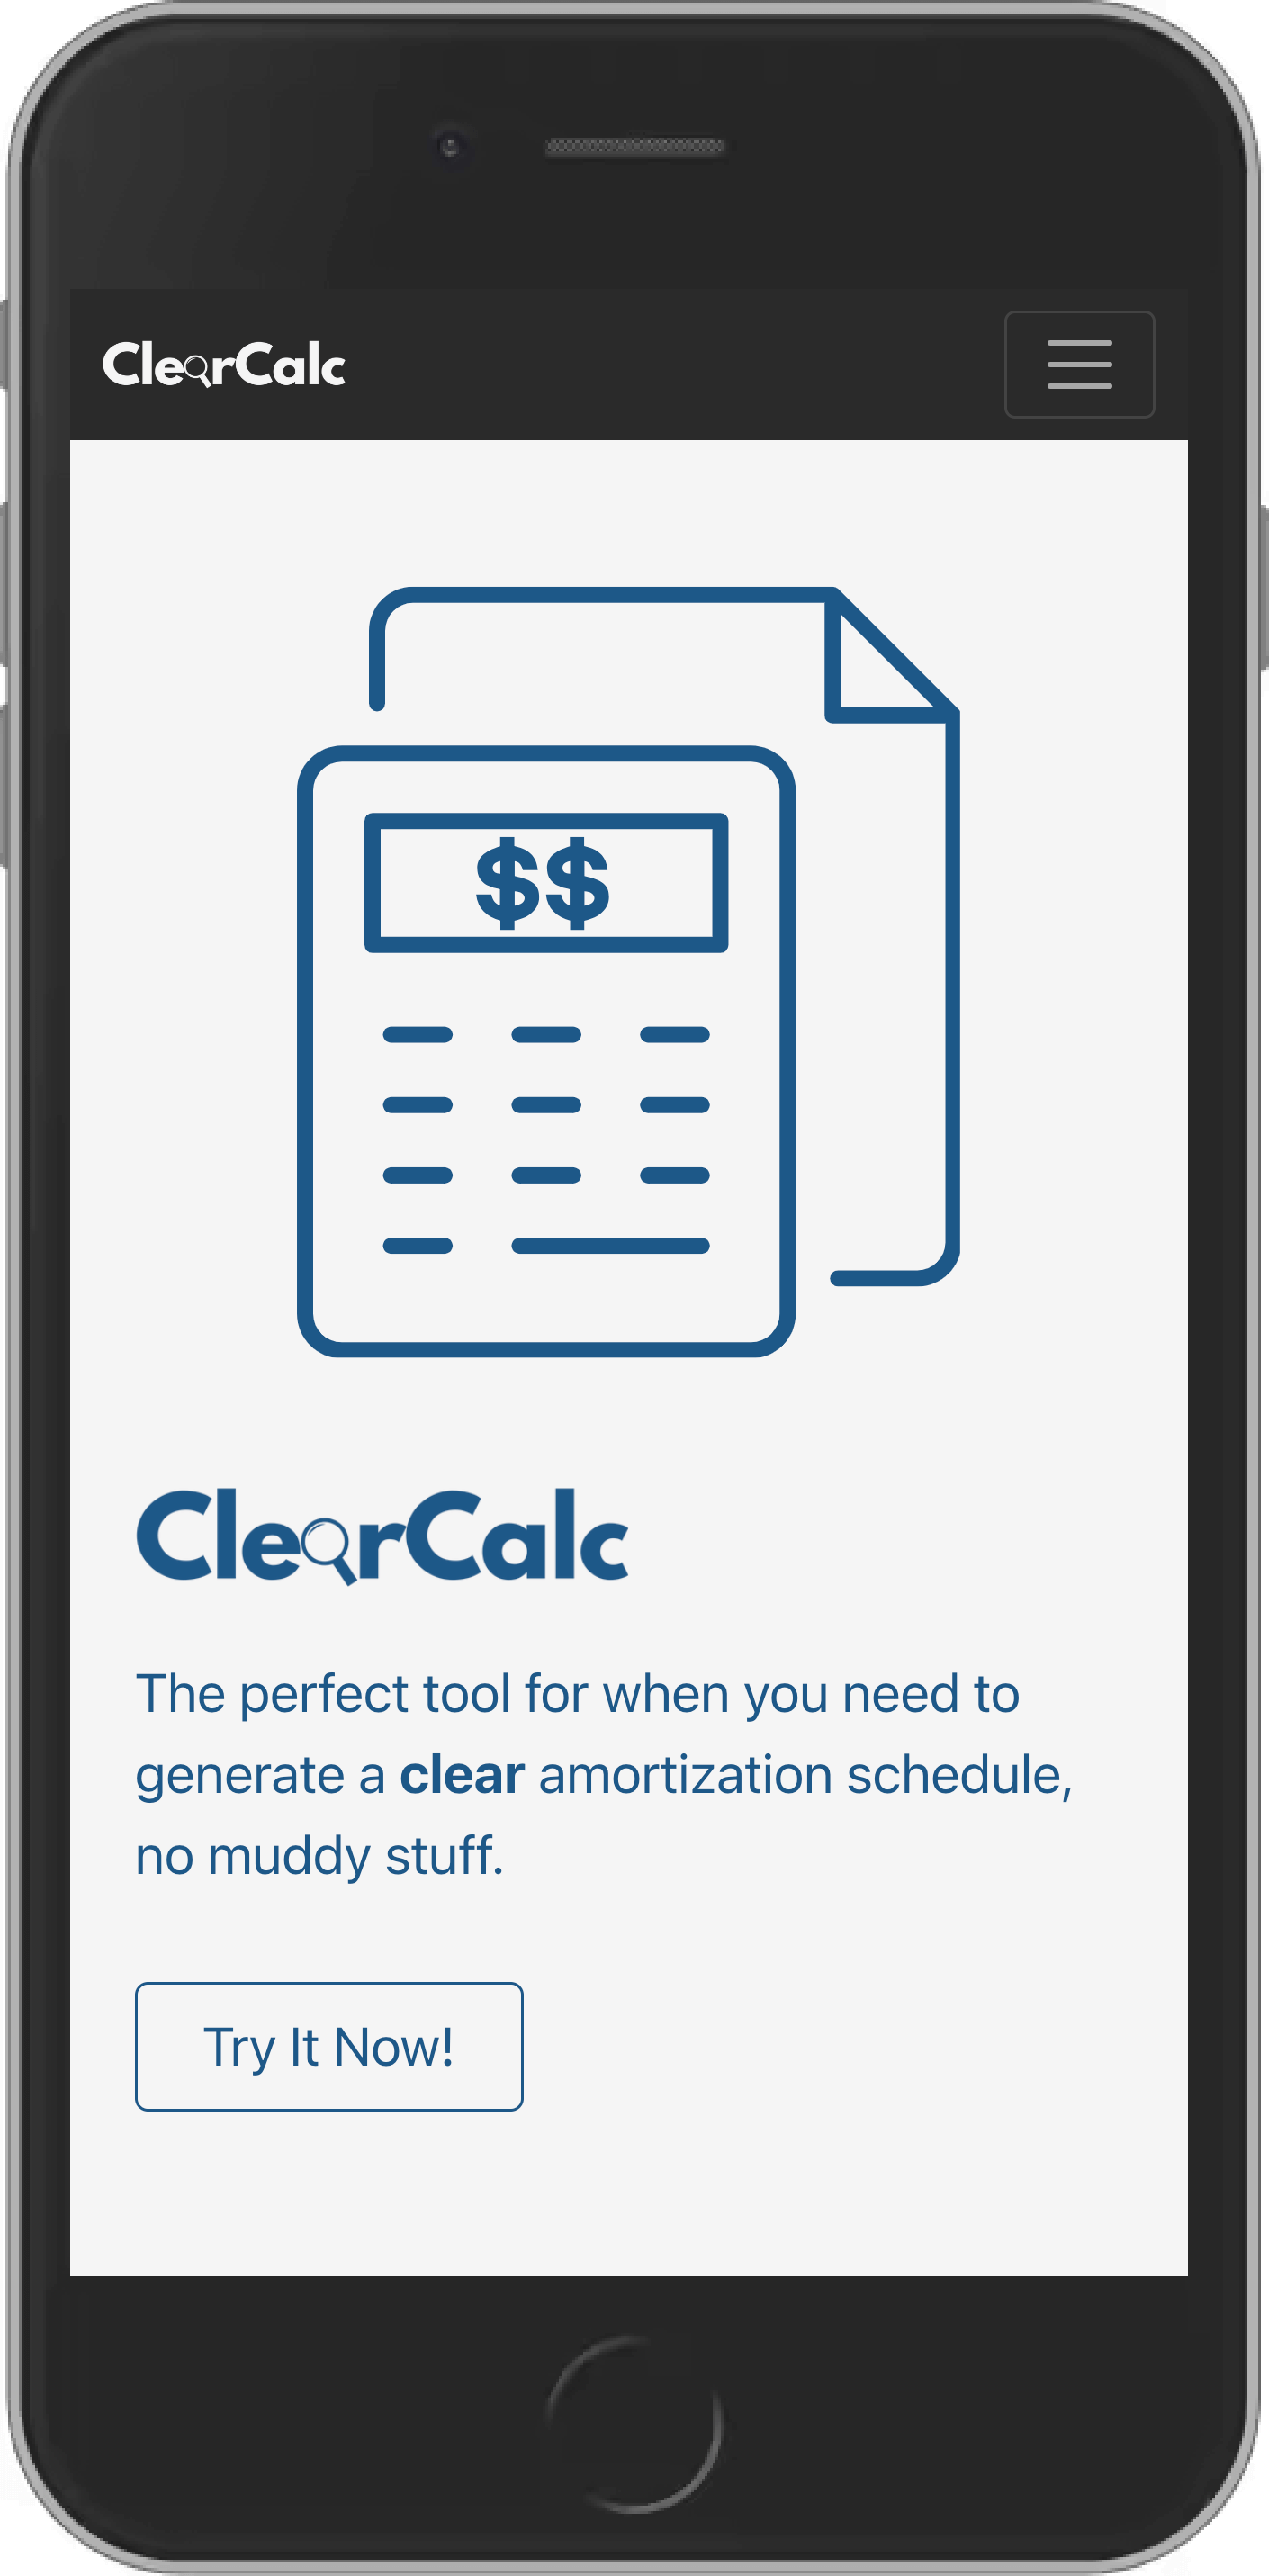 ClearCalc
$$
ClearCalc
The perfect tool for when you need to
generate a clear amortization schedule,
no muddy stuff.
Try It Now!